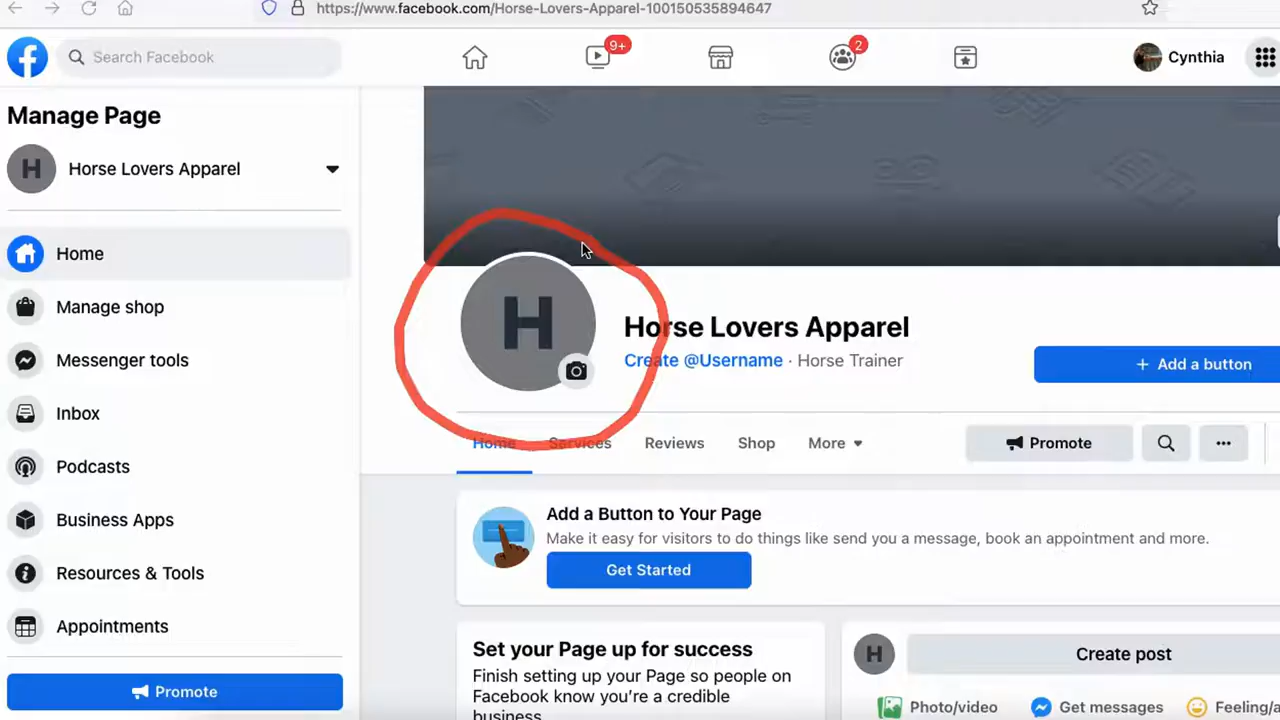 https://www.facebook.com/Horse-Lovers-Apparel-100150535894647
Search Facebook
9+
2
Cynthia
Manage Page
H
Horse Lovers Apparel
Home
Manage shop
Messenger tools
Inbox
Podcasts
Business Apps
Resources & Tools
Appointments
Promote
H
Horse Lovers Apparel
Create @Username · Horse Trainer
+ Add a button
Home
Services
Reviews
Shop
More
Promote
Add a Button to Your Page
Make it easy for visitors to do things like send you a message, book an appointment and more.
Get Started
Set your Page up for success
Finish setting up your Page so people on
Facebook know you're a credible
business.
H
Create post
Photo/video
Get messages
Feeling/a